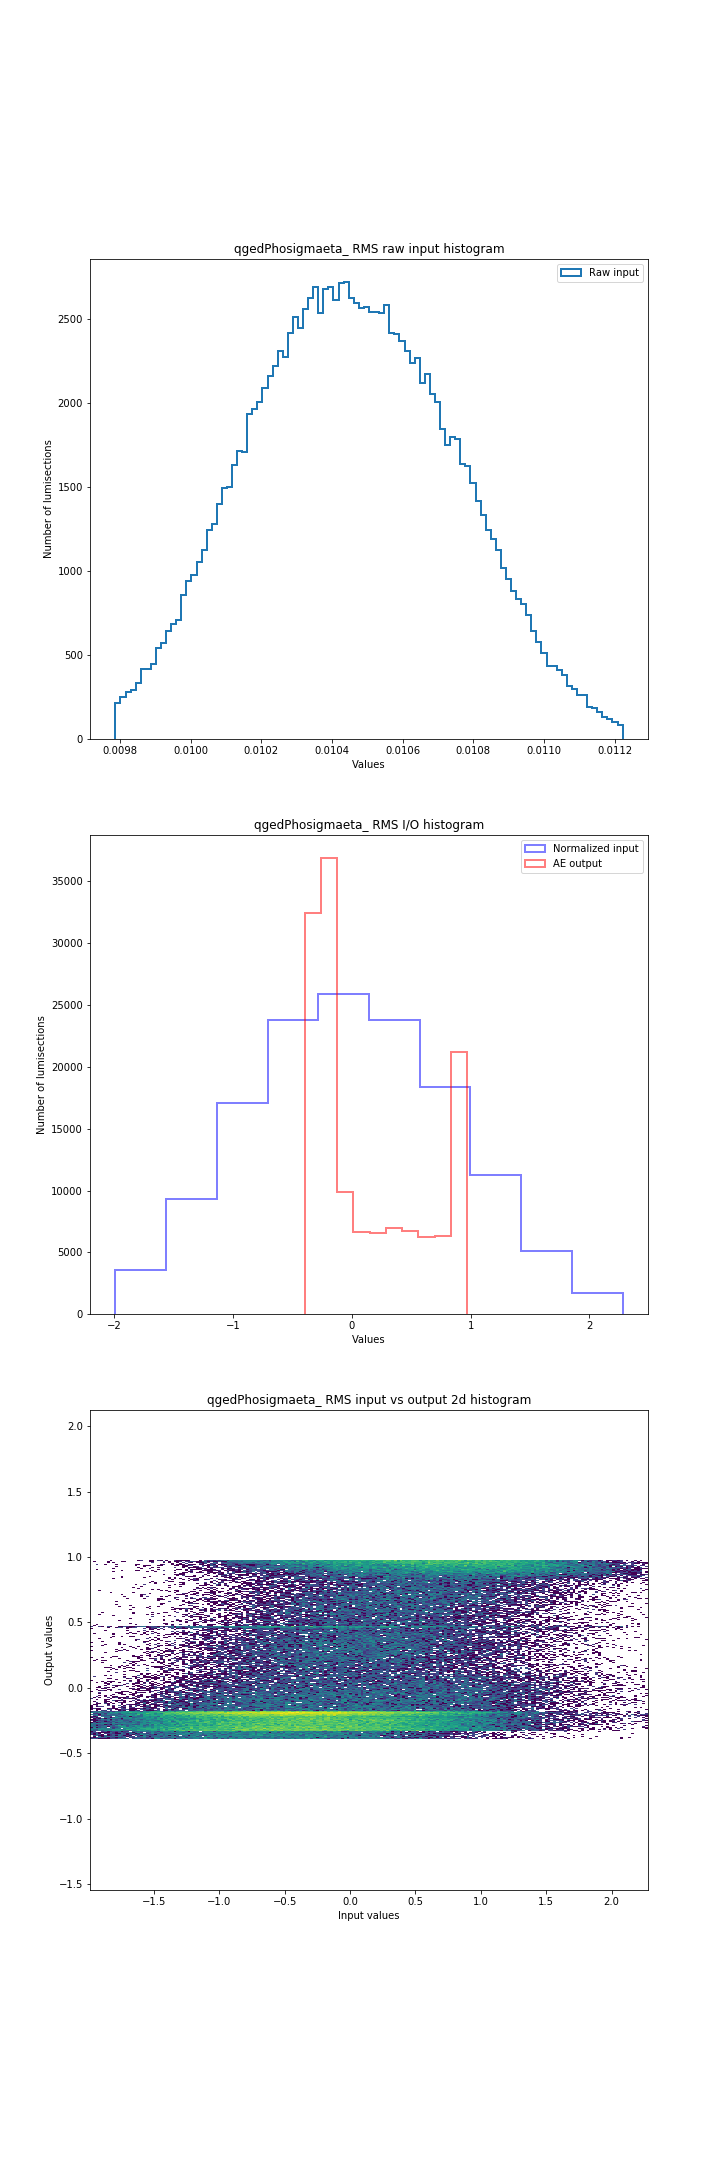 qgedPhosigmaeta_ RMS raw input histogram
Raw input
2500
2000
1500
1000
500
0
Number of lumisections
0.0098 0.0100 0.0102 0.0104 0.0106 0.0108 0.0110 0.0112
Values
qgedPhosigmaeta_ RMS I/O histogram
Normalized input
AE output
35000
30000
25000
20000
15000
10000
5000
0
Number of lumisections
−2 −1 0 1 2
Values
qgedPhosigmaeta_ RMS input vs output 2d histogram
2.0
1.5
1.0
0.5
0.0
−0.5
−1.0
−1.5
Output values
−1.5 −1.0 −0.5 0.0 0.5 1.0 1.5 2.0
Input values